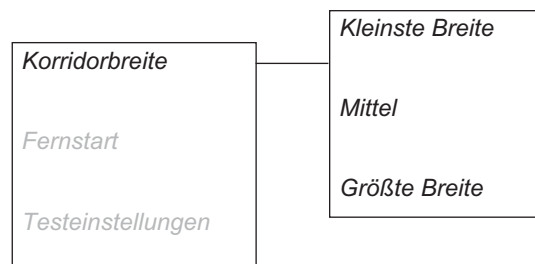 Korridorbreite
Fernstart
Testeinstellungen
Kleinste Breite
Mittel
Größte Breite